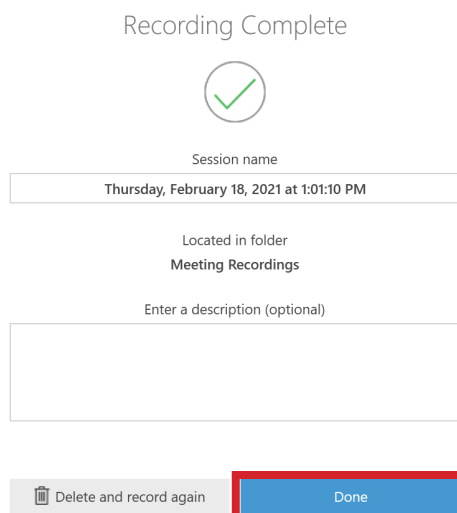 Recording Complete
Session name
Thursday, February 18, 2021 at 1:01:10 PM
Located in folder
Meeting Recordings
Enter a description (optional)
Delete and record again
Done